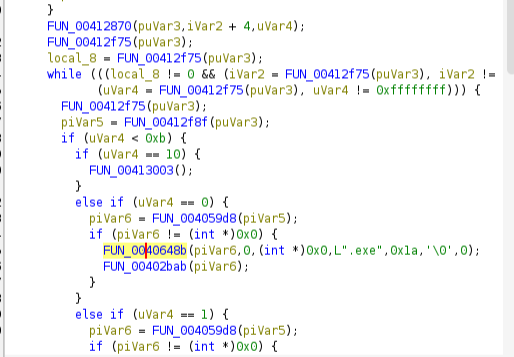 }
FUN_00412870(puVar3,iVar2 + 4,uVar4);
FUN_00412f75(puVar3);
local_8 = FUN_00412f75(puVar3);
while (((local_8 != 0 && (iVar2 = FUN_00412f75(puVar3), iVar2 !=
(uVar4 = FUN_00412f75(puVar3), uVar4 != 0xffffffff))) {
FUN_00412f75(puVar3);
piVar5 = FUN_00412f8f(puVar3);
if (uVar4 < 0xb) {
if (uVar4 == 10) {
FUN_00413003();
}
else if (uVar4 == 0) {
piVar6 = FUN_004059d8(piVar5);
if (piVar6 != (int *)0x0) {
FUN_0040648b(piVar6,0,(int *)0x0,L".exe",0x1a,'\0',0);
FUN_00402bab(piVar6);
}
}
else if (uVar4 == 1) {
piVar6 = FUN_004059d8(piVar5);
if (piVar6 != (int *)0x0) {